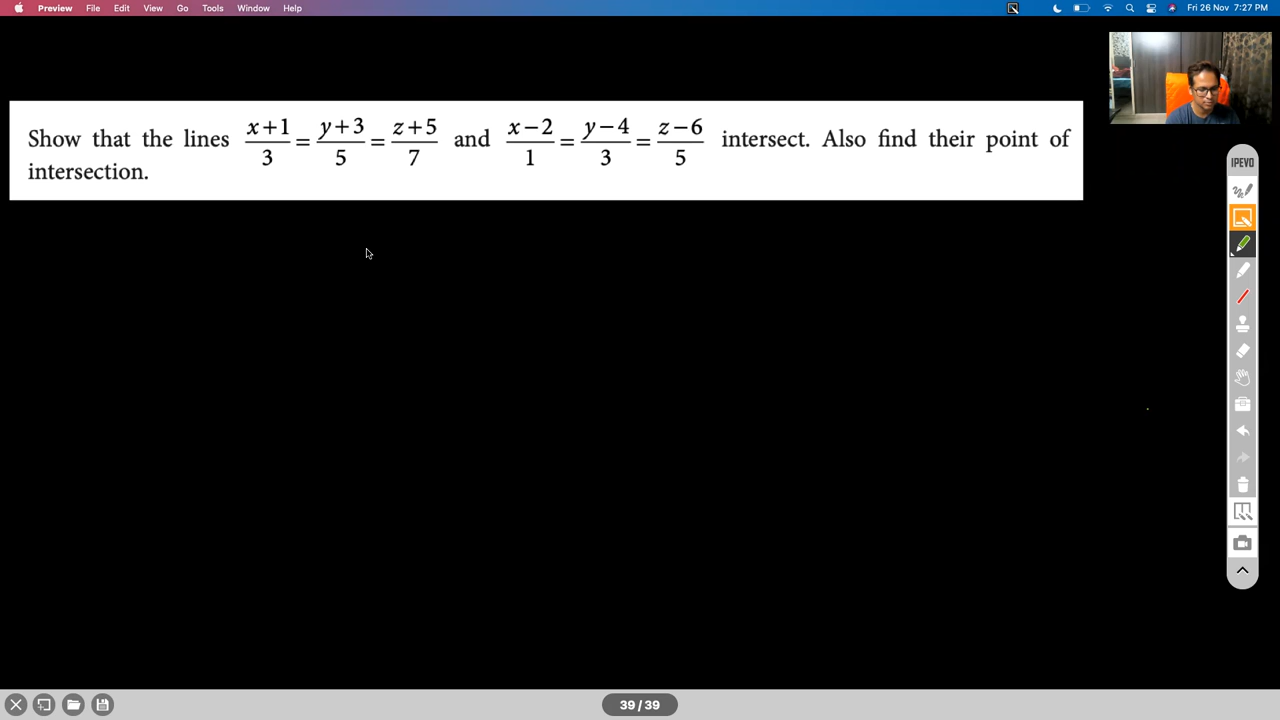 Preview File Edit View Go Tools Window Help Fri 26 Nov 7:27 PM
Show that the lines x+1/3 = y+3/5 = z+5/7 and x−2/1 = y−4/3 = z−6/5 intersect. Also find their point of
intersection.
IPEVO
39 / 39